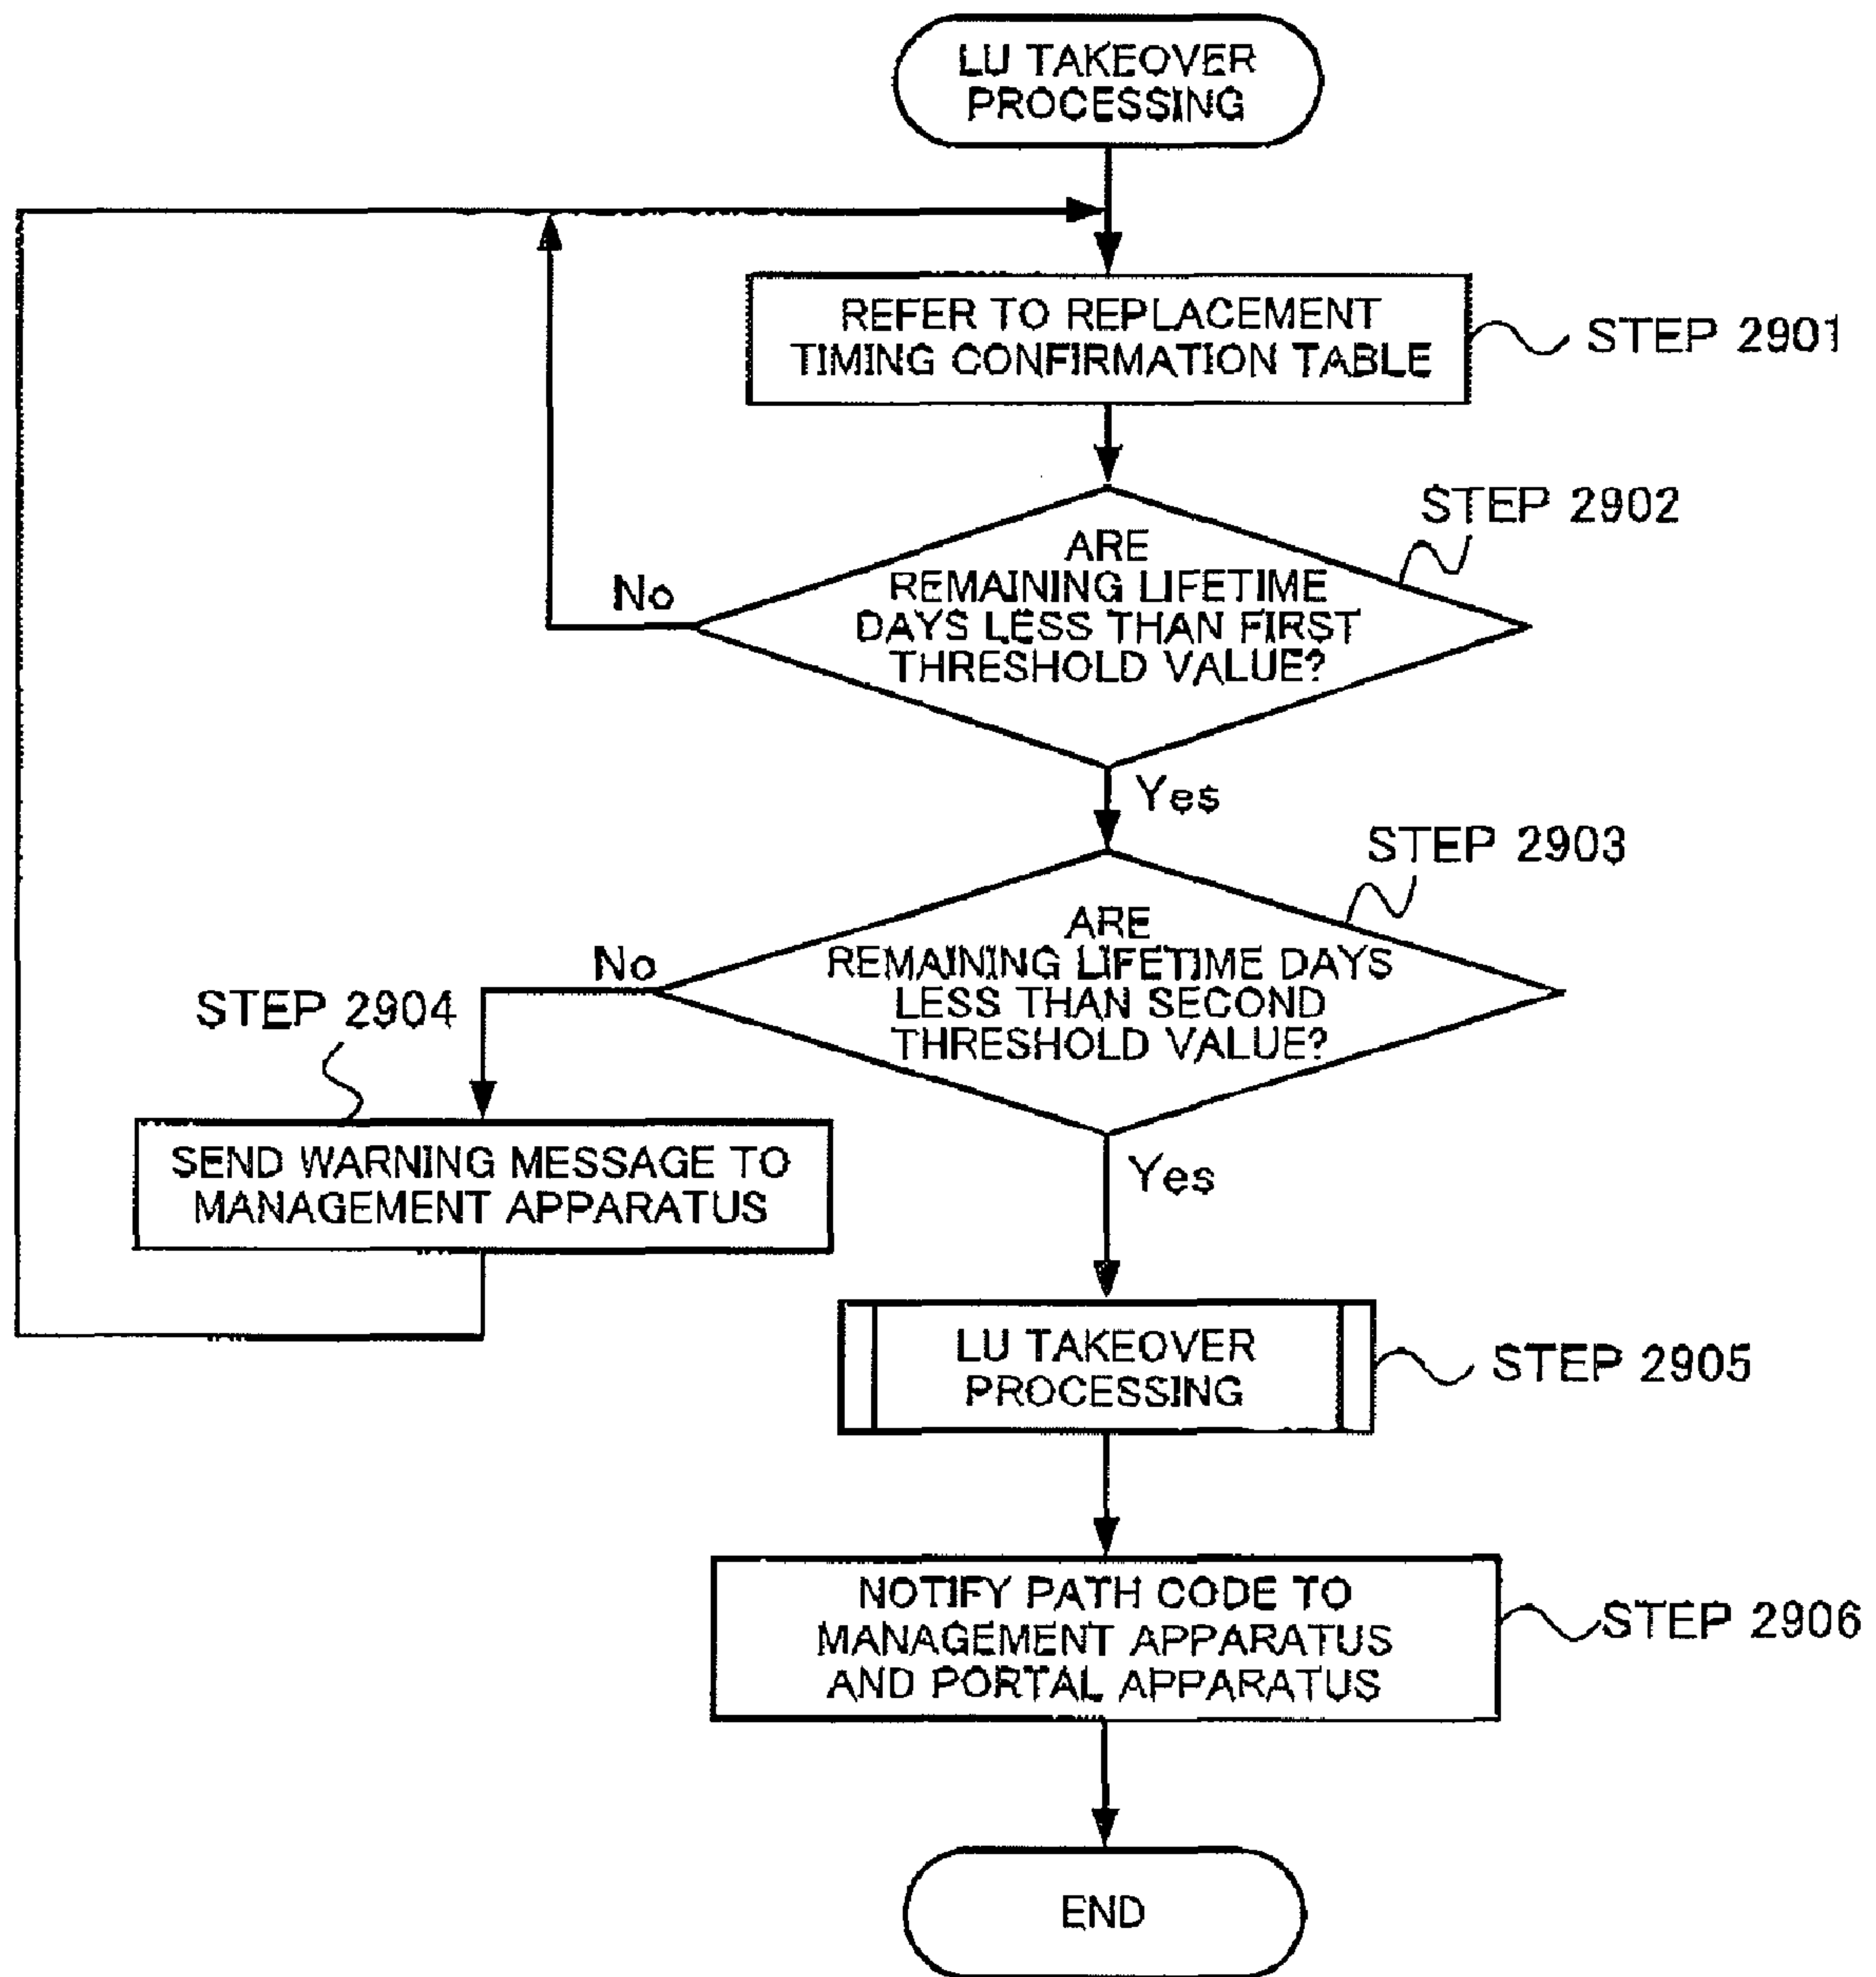 LU TAKEOVER
PROCESSING
REFER TO REPLACEMENT
TIMING CONFIRMATION TABLE
STEP 2901
STEP 2902
ARE
REMAINING LIFETIME
DAYS LESS THAN FIRST
THRESHOLD VALUE?
No
Yes
STEP 2903
ARE
REMAINING LIFETIME DAYS
LESS THAN SECOND
THRESHOLD VALUE?
No
STEP 2904
SEND WARNING MESSAGE TO
MANAGEMENT APPARATUS
Yes
LU TAKEOVER
PROCESSING
STEP 2905
NOTIFY PATH CODE TO
MANAGEMENT APPARATUS
AND PORTAL APPARATUS
STEP 2906
END